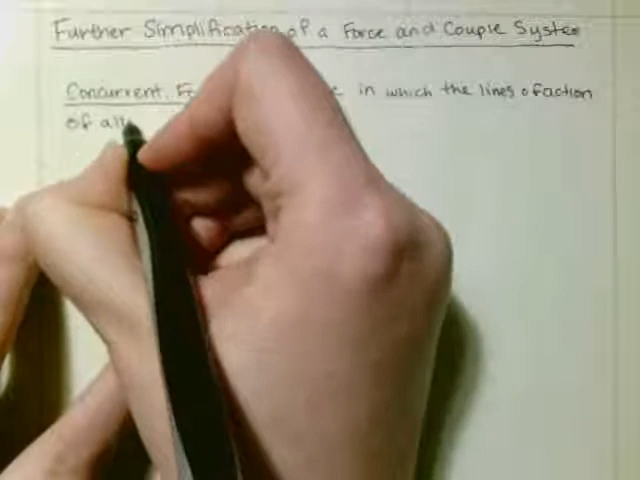 Further Simplification of a Force and Couple System
Concurrent in which the lines of action
of all